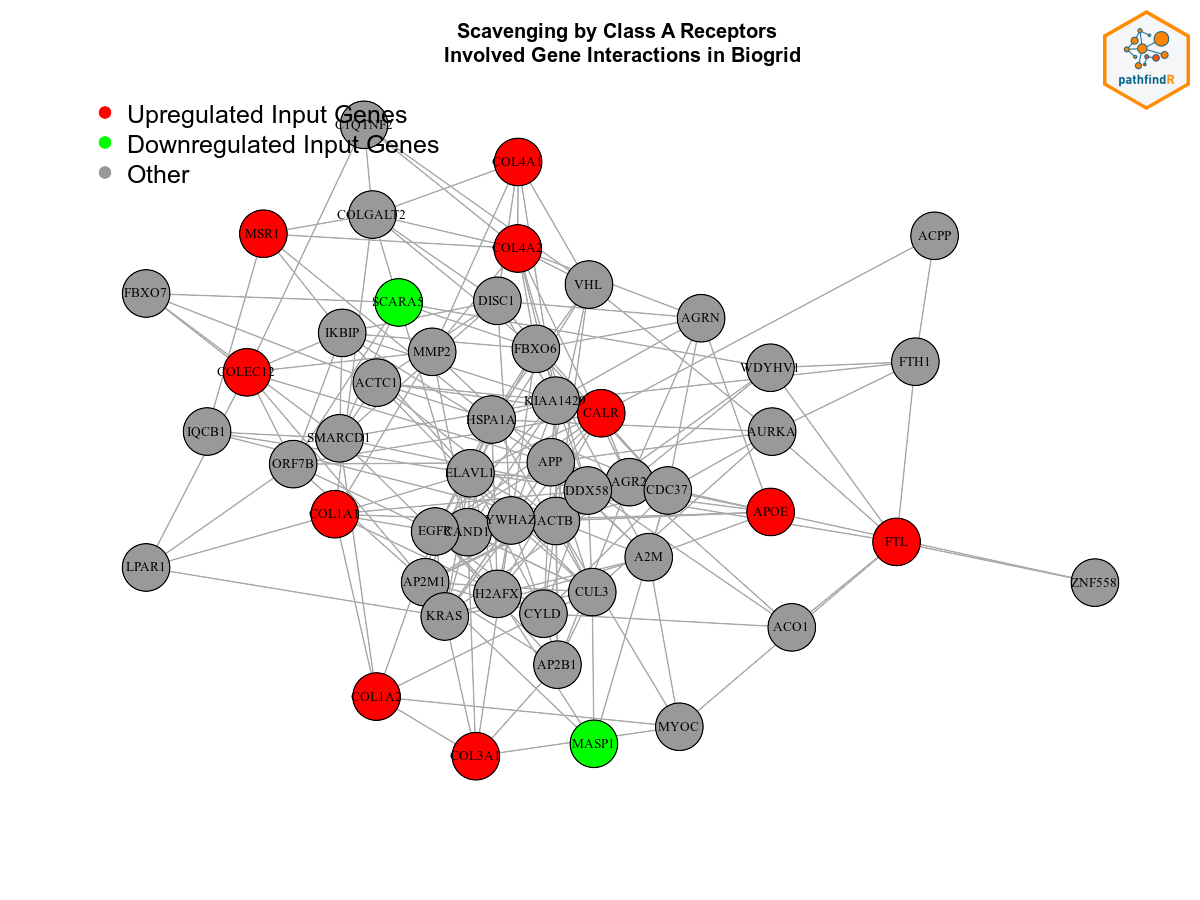 Scavenging by Class A Receptors
Involved Gene Interactions in Biogrid
pathfindR
Upregulated Input Genes
Downregulated Input Genes
Other
C1QTNF2
COL4A1
COLGALT2
MSR1
COL4A2
ACPP
VHL
FBXO7
SCARA5
DISC1
AGRN
IKBIP
MMP2
FBXO6
FTH1
WDYHV1
COLEC12
ACTC1
KIAA1429
CALR
HSPA1A
IQCB1
SMARCD1
AURKA
ORF7B
APP
ELAVL1
AGR2
DDX58
CDC37
COL1A1
APOE
YWHAZ
ACTB
EGFR
CAND1
FTL
A2M
LPAR1
AP2M1
ZNF558
H2AFX
CUL3
KRAS
CYLD
ACO1
AP2B1
COL1A2
MYOC
MASP1
COL3A1